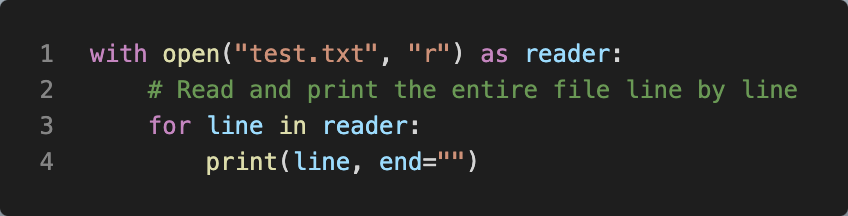 1 with open("test.txt", "r") as reader:
2     # Read and print the entire file line by line
3     for line in reader:
4         print(line, end="")